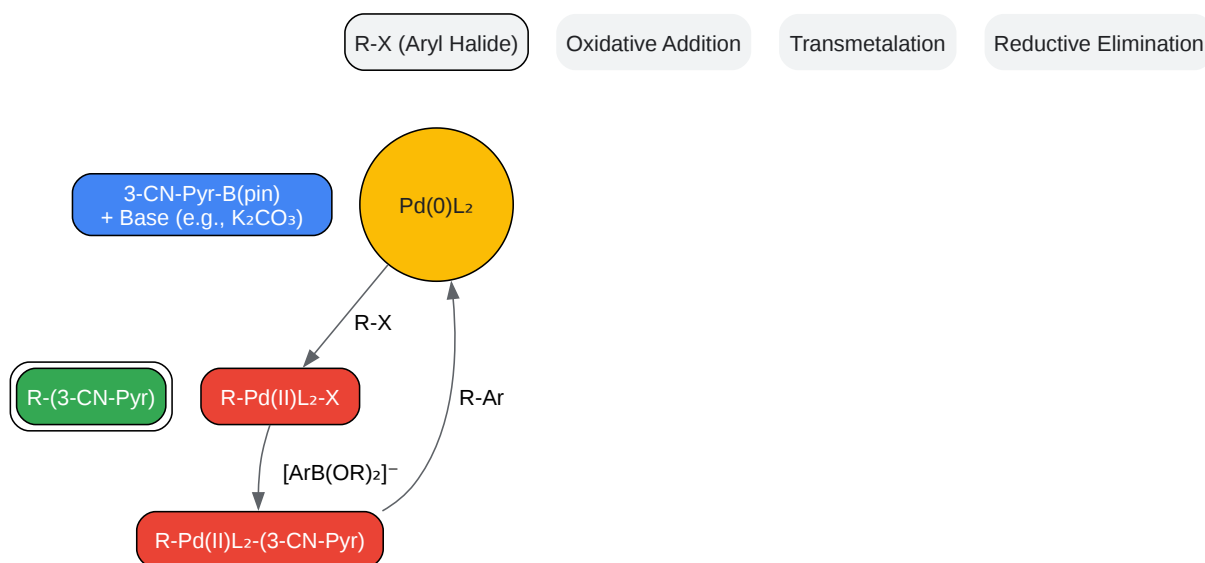 R-X (Aryl Halide)
Oxidative Addition
Transmetalation
Reductive Elimination
3-CN-Pyr-B(pin)
+ Base (e.g., K₂CO₃)
Pd(0)L₂
R-X
R-(3-CN-Pyr)
R-Pd(II)L₂-X
R-Ar
[ArB(OR)₂]⁻
R-Pd(II)L₂-(3-CN-Pyr)